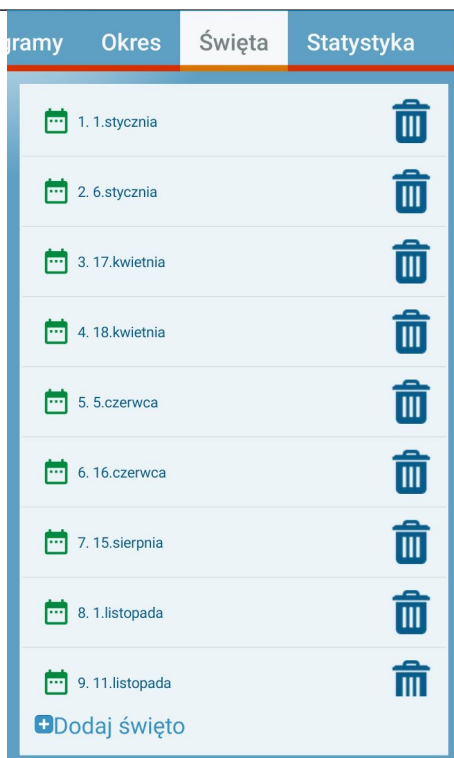 gramy Okres Święta Statystyka
1. 1.stycznia
2. 6.stycznia
3. 17.kwietnia
4. 18.kwietnia
5. 5.czerwca
6. 16.czerwca
7. 15.sierpnia
8. 1.listopada
9. 11.listopada
Dodaj święto